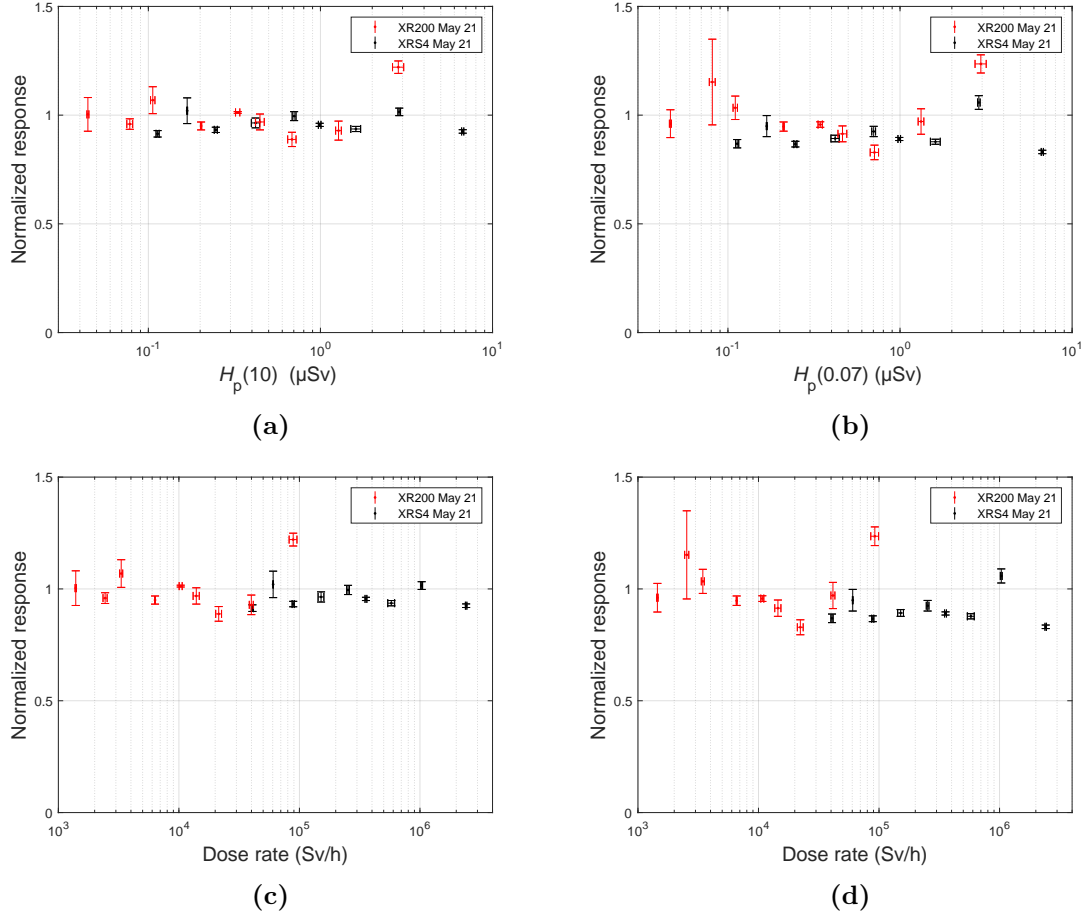 1.5
XR200 May 21
XRS4 May 21
1
0.5
0
Normalized response
10⁻¹ 10⁰ 10¹
Hₚ(10) (µSv)
(a)
1.5
XR200 May 21
XRS4 May 21
1
0.5
0
Normalized response
10⁻¹ 10⁰ 10¹
Hₚ(0.07) (µSv)
(b)
1.5
XR200 May 21
XRS4 May 21
1
0.5
0
Normalized response
10³ 10⁴ 10⁵ 10⁶
Dose rate (Sv/h)
(c)
1.5
XR200 May 21
XRS4 May 21
1
0.5
0
Normalized response
10³ 10⁴ 10⁵ 10⁶
Dose rate (Sv/h)
(d)